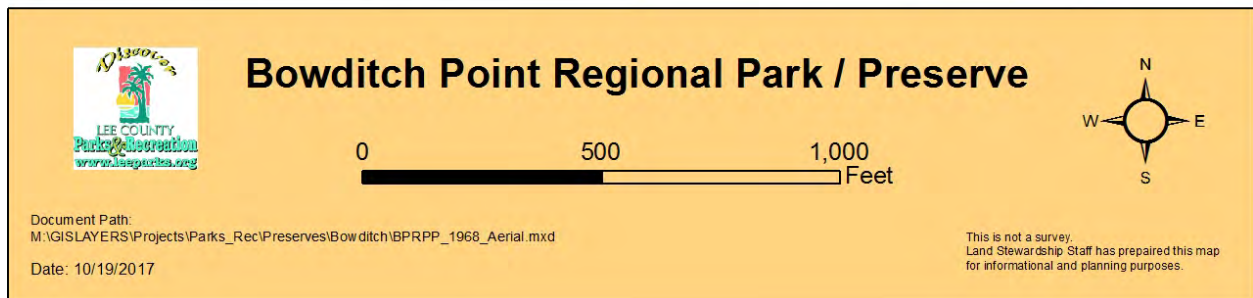 Discover
LEE COUNTY
Parks&Recreation
www.leeparks.org
Bowditch Point Regional Park / Preserve
0 500 1,000
Feet
N
W E
S
Document Path:
M:\GISLAYERS\Projects\Parks_Rec\Preserves\Bowditch\BPRPP_1968_Aerial.mxd
Date: 10/19/2017
This is not a survey.
Land Stewardship Staff has prepaired this map
for informational and planning purposes.